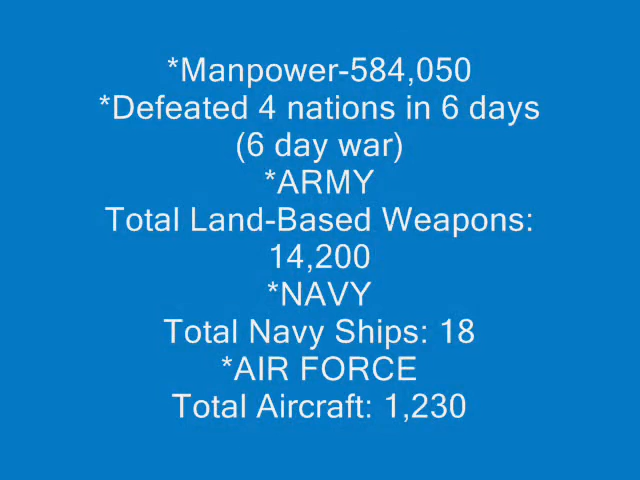 *Manpower-584,050
*Defeated 4 nations in 6 days
(6 day war)
*ARMY
Total Land-Based Weapons:
14,200
*NAVY
Total Navy Ships: 18
*AIR FORCE
Total Aircraft: 1,230